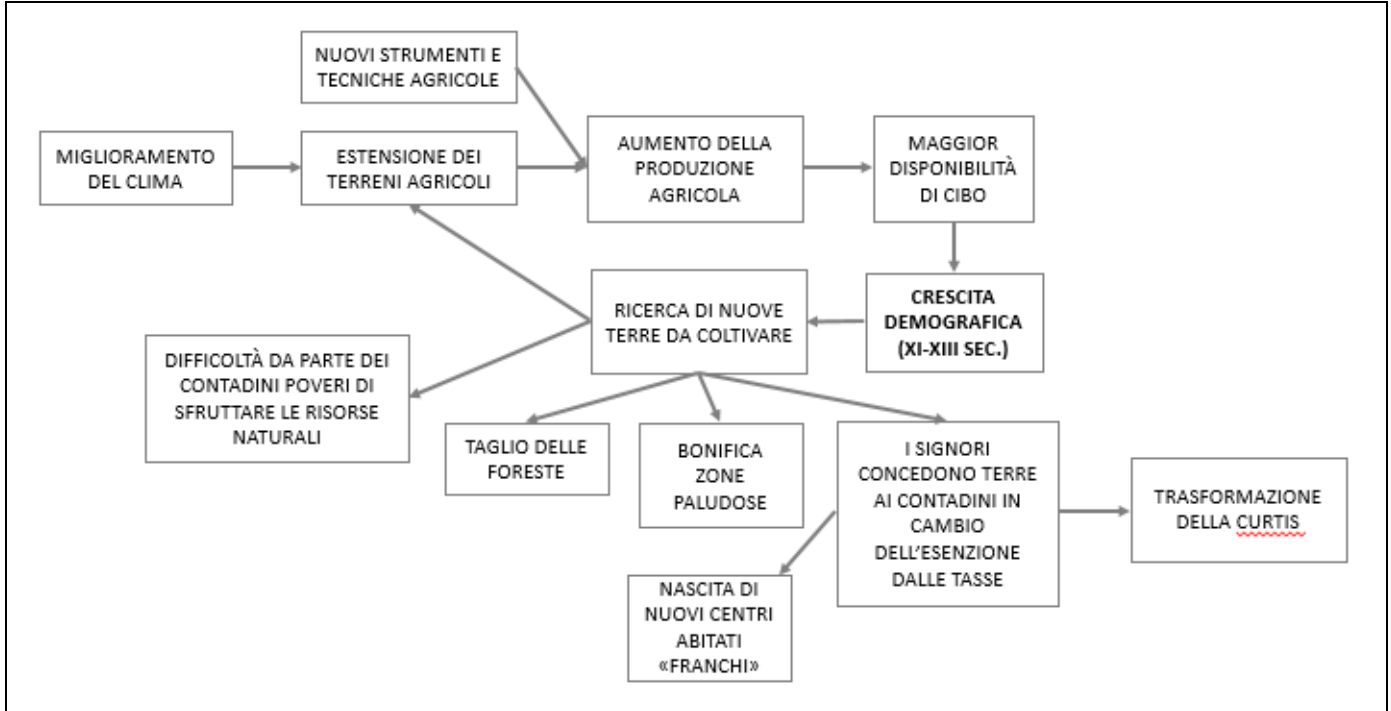 NUOVI STRUMENTI E
TECNICHE AGRICOLE
MIGLIORAMENTO
DEL CLIMA
ESTENSIONE DEI
TERRENI AGRICOLI
AUMENTO DELLA
PRODUZIONE
AGRICOLA
MAGGIOR
DISPONIBILITÀ
DI CIBO
CRESCITA
DEMOGRAFICA
(XI-XIII SEC.)
RICERCA DI NUOVE
TERRE DA COLTIVARE
DIFFICOLTÀ DA PARTE DEI
CONTADINI POVERI DI
SFRUTTARE LE RISORSE
NATURALI
TAGLIO DELLE
FORESTE
BONIFICA
ZONE
PALUDOSE
I SIGNORI
CONCEDONO TERRE
AI CONTADINI IN
CAMBIO
DELL'ESENZIONE
DALLE TASSE
TRASFORMAZIONE
DELLA CURTIS
NASCITA DI
NUOVI CENTRI
ABITATI
«FRANCHI»